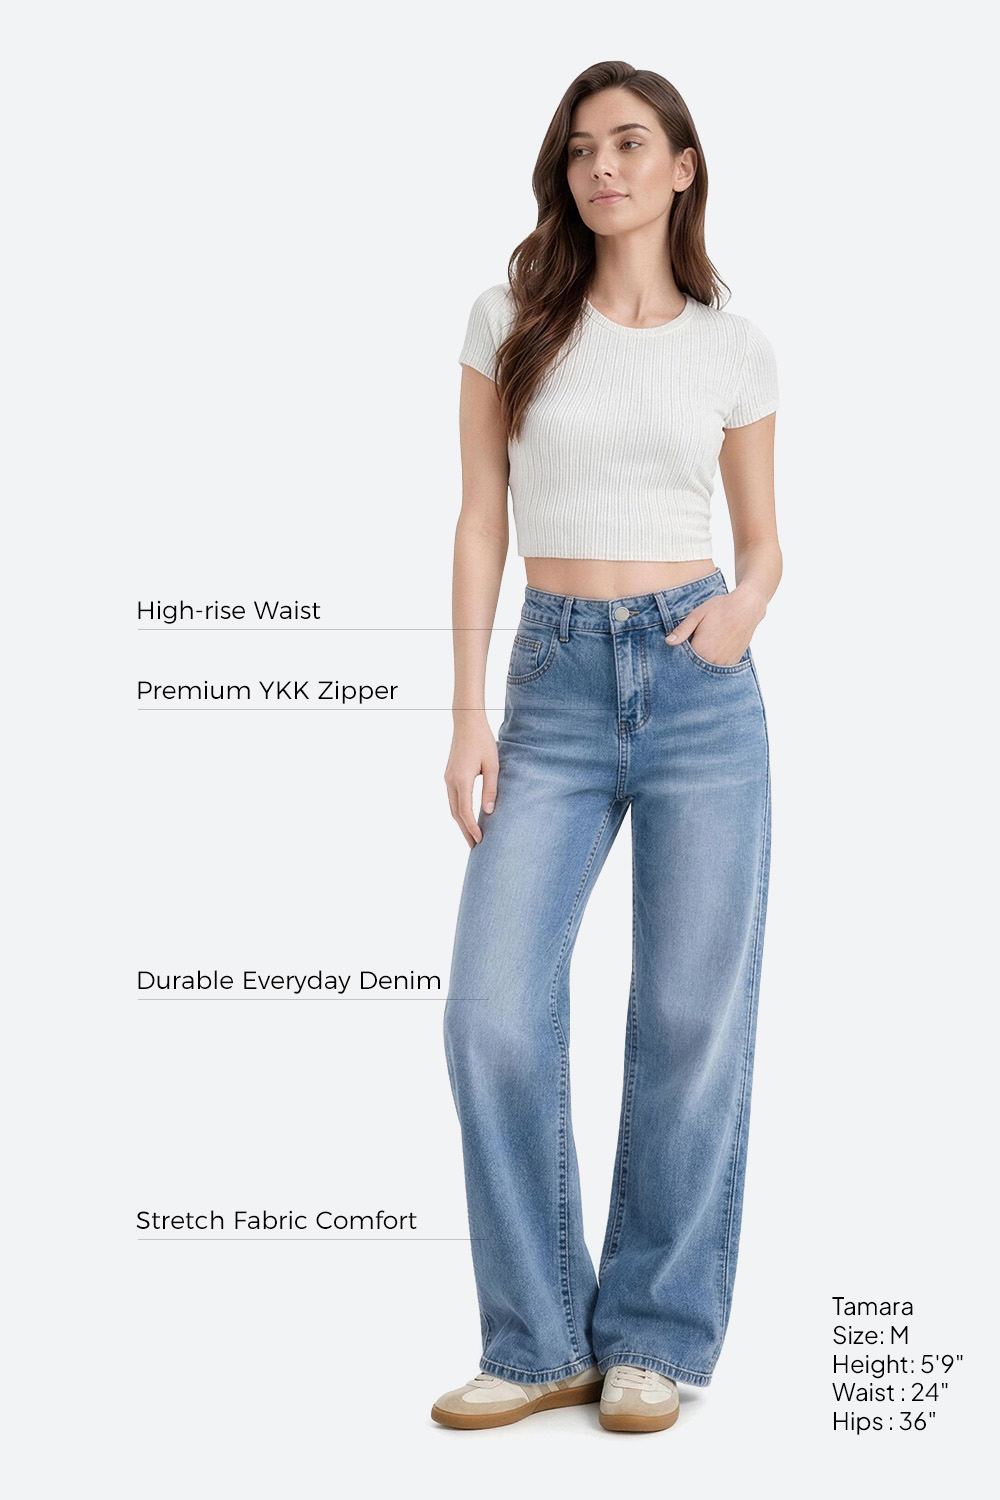 High-rise Waist
Premium YKK Zipper
Durable Everyday Denim
Stretch Fabric Comfort
Tamara
Size: M
Height: 5'9"
Waist : 24"
Hips : 36"